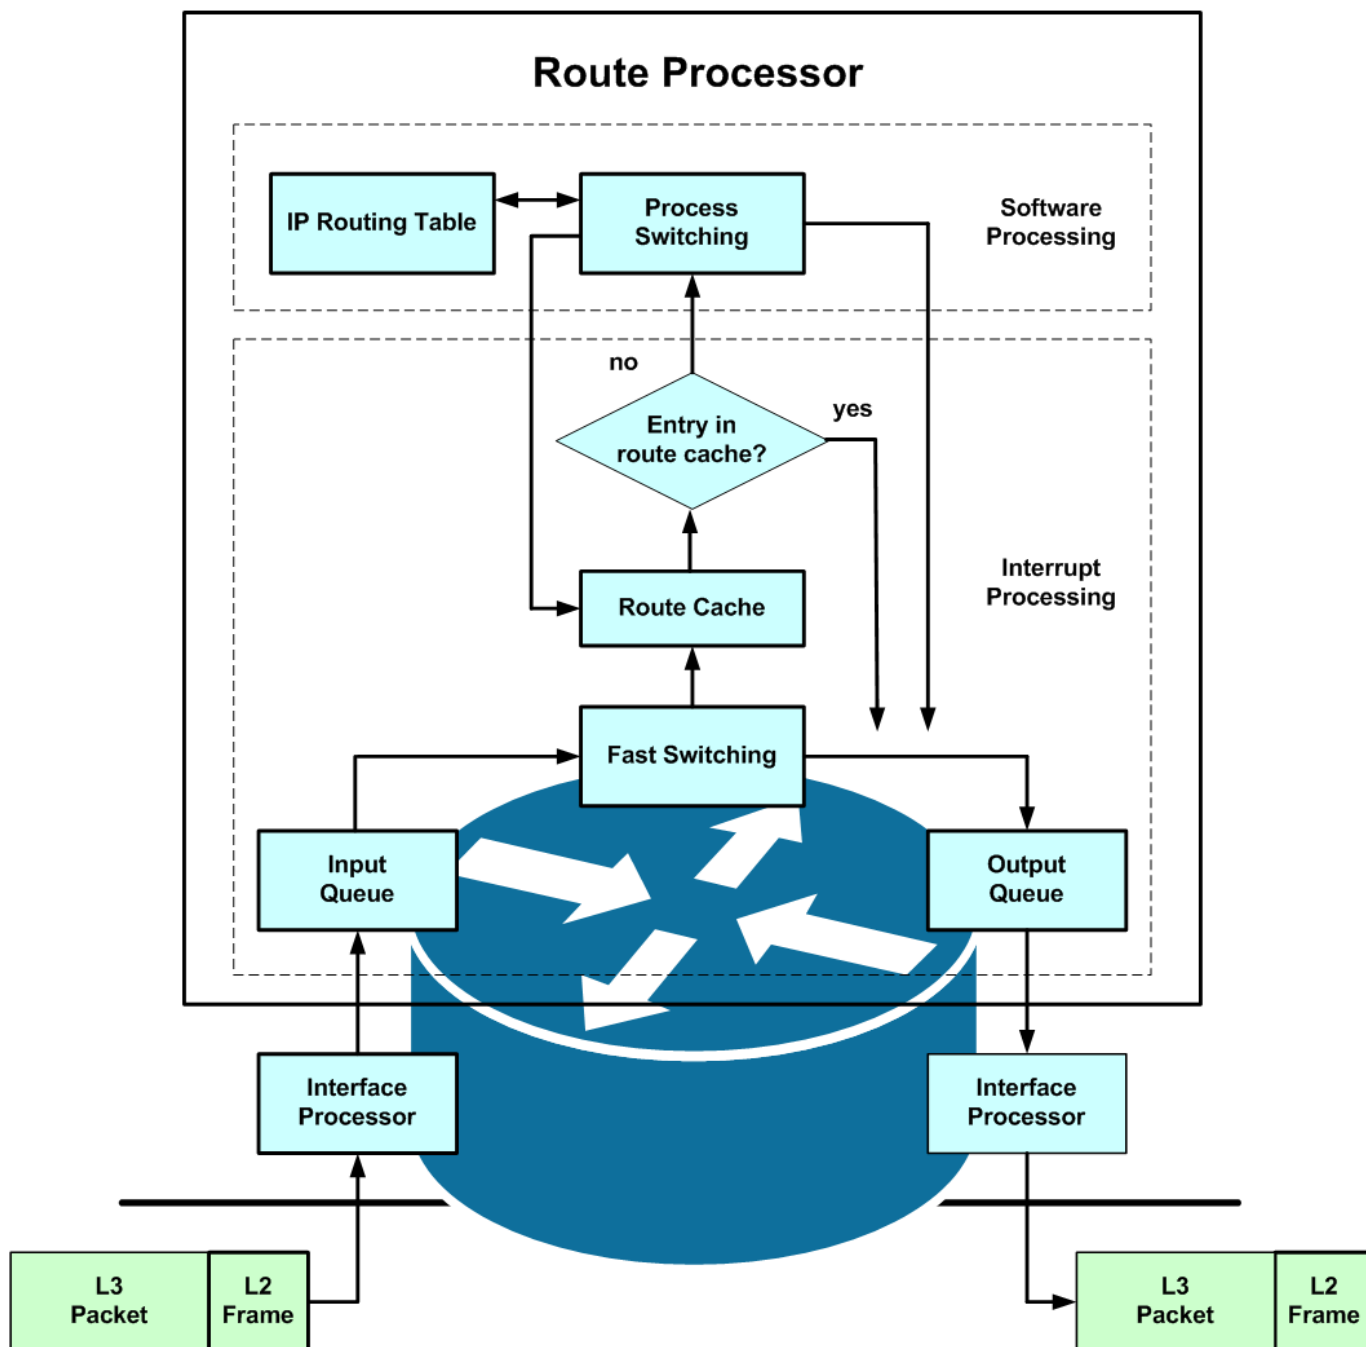 Route Processor
IP Routing Table
Process
Switching
Software
Processing
no
yes
Entry in
route cache?
Interrupt
Processing
Route Cache
Fast Switching
Input
Queue
Output
Queue
Interface
Processor
Interface
Processor
L3
Packet
L2
Frame
L3
Packet
L2
Frame